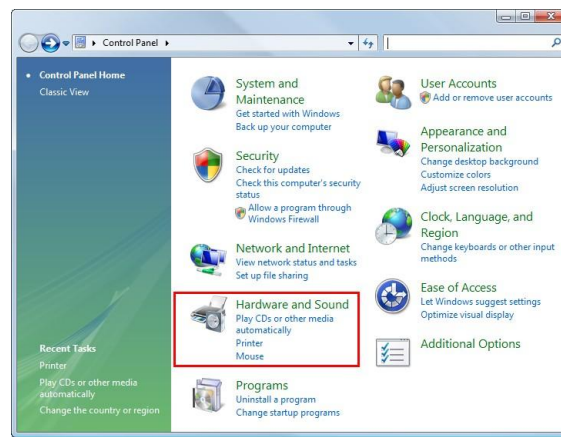 Control Panel
Control Panel Home
Classic View
Recent Tasks
Printer
Play CDs or other media
automatically
Change the country or region
System and
Maintenance
Get started with Windows
Back up your computer
Security
Check for updates
Check this computer's security
status
Allow a program through
Windows Firewall
Network and Internet
View network status and tasks
Set up file sharing
Hardware and Sound
Play CDs or other media
automatically
Printer
Mouse
Programs
Uninstall a program
Change startup programs
User Accounts
Add or remove user accounts
Appearance and
Personalization
Change desktop background
Customize colors
Adjust screen resolution
Clock, Language, and
Region
Change keyboards or other input
methods
Ease of Access
Let Windows suggest settings
Optimize visual display
Additional Options